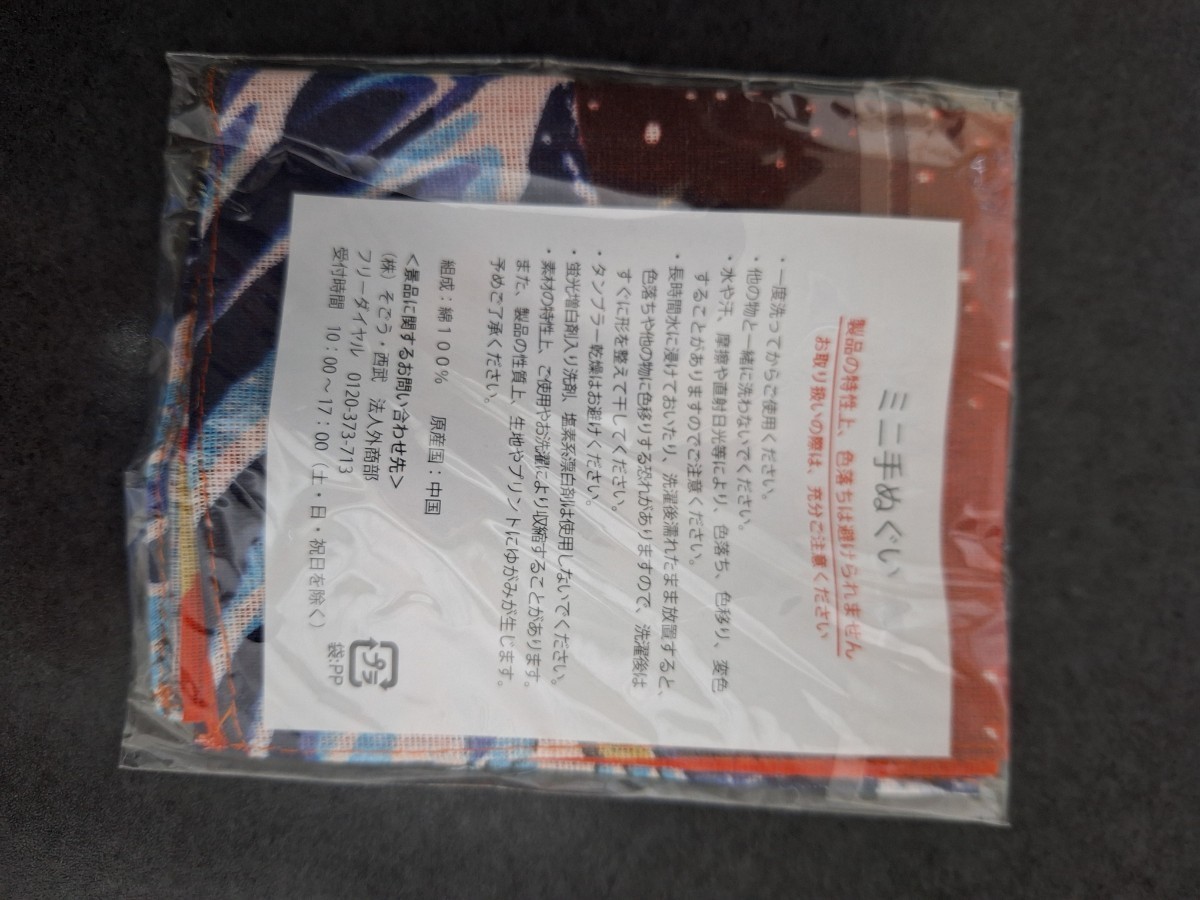 ミニ手ぬぐい
製品の特性上、色落ちは避けられません
お取り扱いの際は、充分ご注意ください
・一度洗ってからご使用ください。
・他の物と一緒に洗わないでください。
・水や汗、摩擦や直射日光等により、色落ち、色移り、変色
することがありますのでご注意ください。
・長時間水に浸けておいたり、洗濯後濡れたまま放置すると、
色落ちや他の物に色移りする恐れがありますので、洗濯後は
すぐに形を整えて干してください。
・タンブラー乾燥はお避けください。
・蛍光増白剤入り洗剤、塩素系漂白剤は使用しないでください。
・素材の特性上、ご使用やお洗濯により収縮することがあります。
また、製品の性質上、生地やプリントにゆがみが生じます。
予めご了承ください。
組成：綿１００％　原産国：中国
＜景品に関するお問い合わせ先＞
（株）そごう・西武　法人外商部
フリーダイヤル　0120-373-713
受付時間　10：00～17：00（土・日・祝日を除く）
プラ
袋:PP